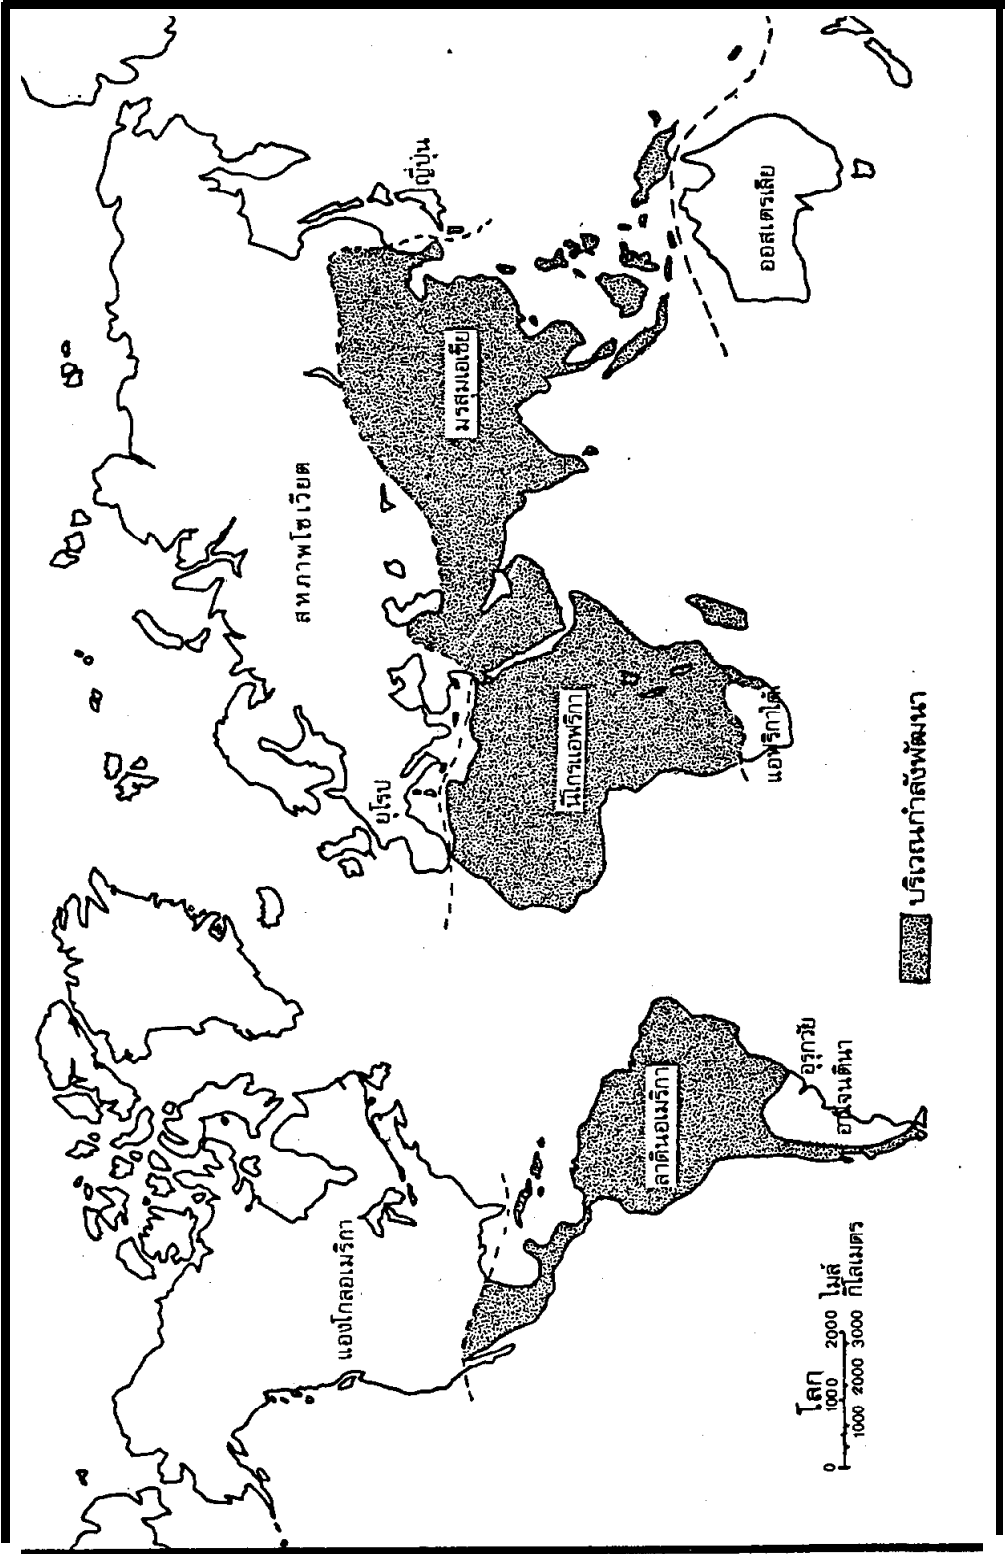 แองโกลอเมริกา
ยุโรป
สหภาพโซเวียต
ญี่ปุ่น
มรสุมเอเชีย
นิโกรแอฟริกา
ลาตินอเมริกา
แอฟริกาใต้
ออสเตรเลีย
อุรุกวัย
อาร์เจนตินา
โลก
0 1000 2000 ไมล์
1000 2000 3000 กิโลเมตร
บริเวณกำลังพัฒนา